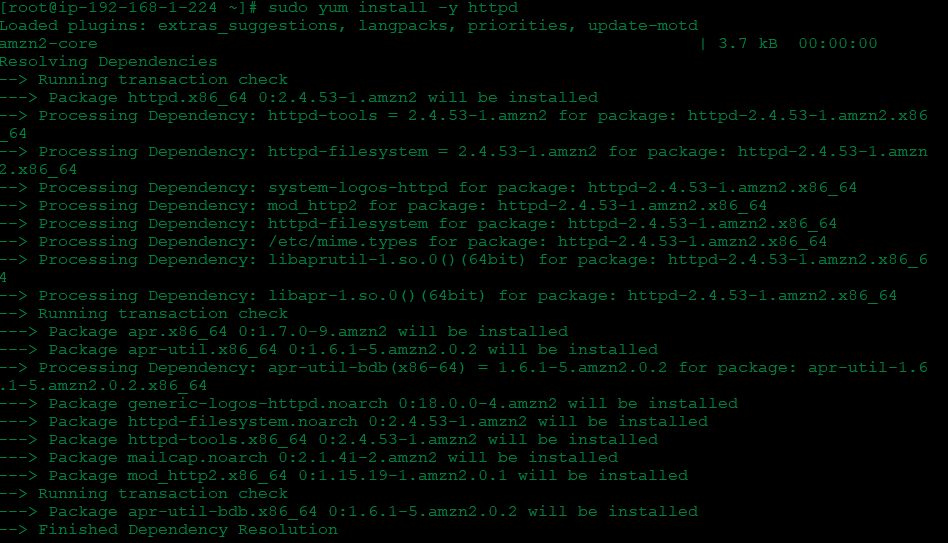 [root@ip-192-168-1-224 ~]# sudo yum install -y httpd
Loaded plugins: extras_suggestions, langpacks, priorities, update-motd
amzn2-core                                                            | 3.7 kB  00:00:00
Resolving Dependencies
--> Running transaction check
---> Package httpd.x86_64 0:2.4.53-1.amzn2 will be installed
--> Processing Dependency: httpd-tools = 2.4.53-1.amzn2 for package: httpd-2.4.53-1.amzn2.x86
_64
--> Processing Dependency: httpd-filesystem = 2.4.53-1.amzn2 for package: httpd-2.4.53-1.amzn
2.x86_64
--> Processing Dependency: system-logos-httpd for package: httpd-2.4.53-1.amzn2.x86_64
--> Processing Dependency: mod_http2 for package: httpd-2.4.53-1.amzn2.x86_64
--> Processing Dependency: httpd-filesystem for package: httpd-2.4.53-1.amzn2.x86_64
--> Processing Dependency: /etc/mime.types for package: httpd-2.4.53-1.amzn2.x86_64
--> Processing Dependency: libaprutil-1.so.0()(64bit) for package: httpd-2.4.53-1.amzn2.x86_6
4
--> Processing Dependency: libapr-1.so.0()(64bit) for package: httpd-2.4.53-1.amzn2.x86_64
--> Running transaction check
---> Package apr.x86_64 0:1.7.0-9.amzn2 will be installed
---> Package apr-util.x86_64 0:1.6.1-5.amzn2.0.2 will be installed
--> Processing Dependency: apr-util-bdb(x86-64) = 1.6.1-5.amzn2.0.2 for package: apr-util-1.6
.1-5.amzn2.0.2.x86_64
---> Package generic-logos-httpd.noarch 0:18.0.0-4.amzn2 will be installed
---> Package httpd-filesystem.noarch 0:2.4.53-1.amzn2 will be installed
---> Package httpd-tools.x86_64 0:2.4.53-1.amzn2 will be installed
---> Package mailcap.noarch 0:2.1.41-2.amzn2 will be installed
---> Package mod_http2.x86_64 0:1.15.19-1.amzn2.0.1 will be installed
--> Running transaction check
---> Package apr-util-bdb.x86_64 0:1.6.1-5.amzn2.0.2 will be installed
--> Finished Dependency Resolution